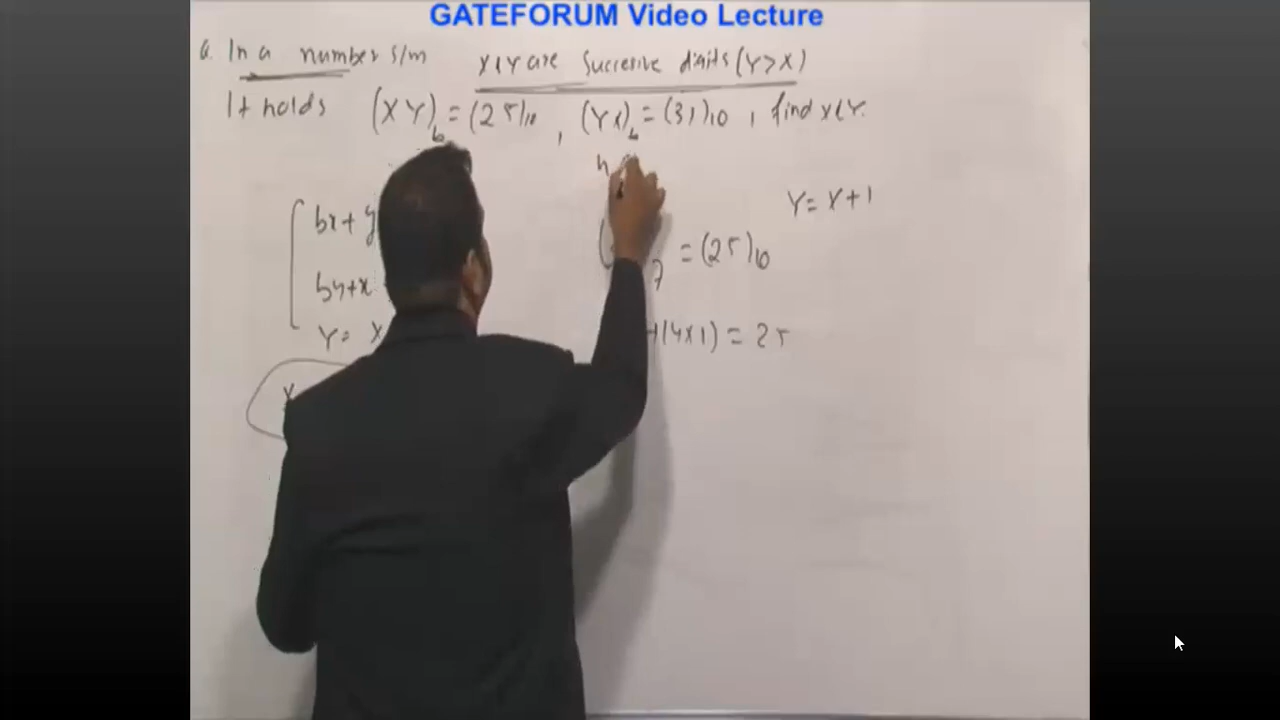 GATEFORUM Video Lecture
Q. In a number s/m X & Y are Successive digits (Y>X)
It holds (XY)b = (25)10 , (YX)b = (31)10 , find X & Y.
Y = X+1
bx + y
= (25)10
7
by+x
Y = X
(4x1) = 25
X